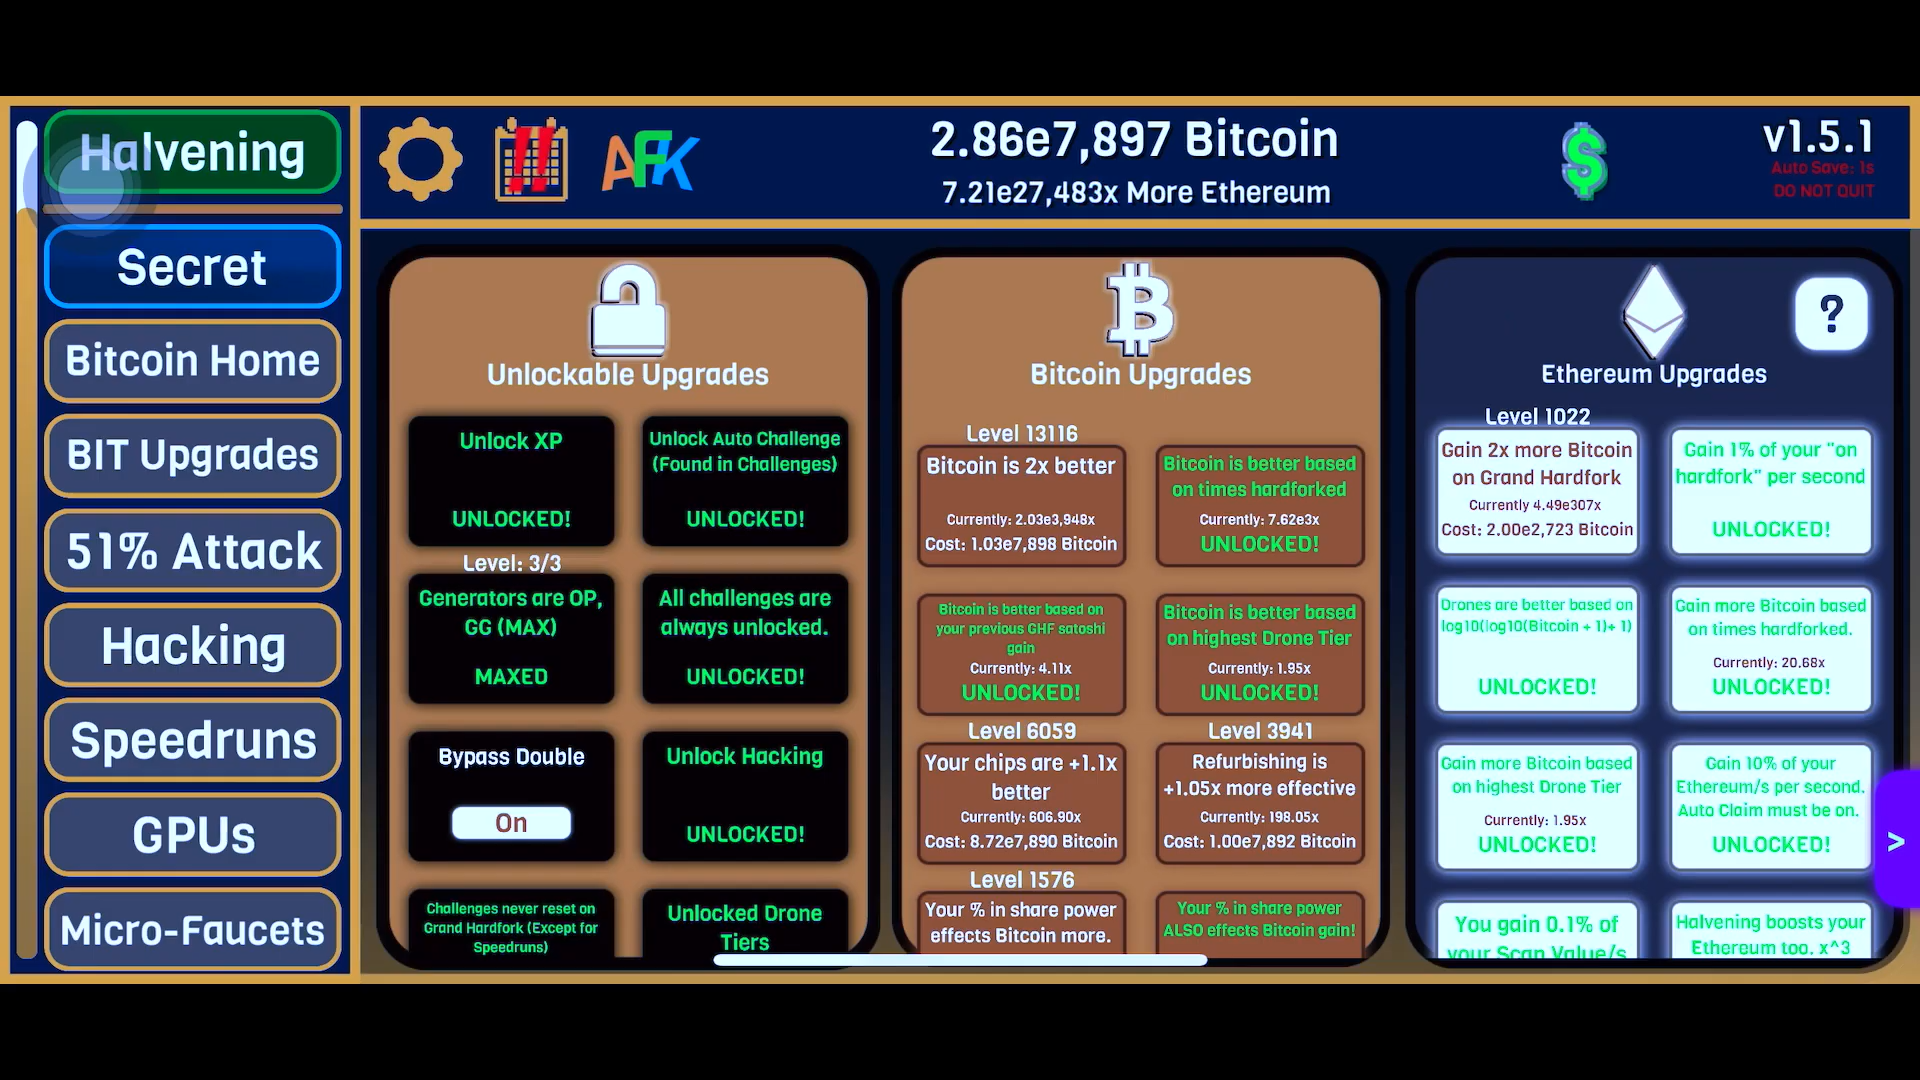 Halvening
Secret
Bitcoin Home
BIT Upgrades
51% Attack
Hacking
Speedruns
GPUs
Micro-Faucets
AFK
2.86e7,897 Bitcoin
7.21e27,483x More Ethereum
$
v1.5.1
Auto Save: 1s
DO NOT QUIT
Unlockable Upgrades
Unlock XP
UNLOCKED!
Unlock Auto Challenge
(Found in Challenges)
UNLOCKED!
Level: 3/3
Generators are OP,
GG (MAX)
MAXED
All challenges are
always unlocked.
UNLOCKED!
Bypass Double
On
Unlock Hacking
UNLOCKED!
Challenges never reset on
Grand Hardfork (Except for
Speedruns)
Unlocked Drone
Tiers
Bitcoin Upgrades
Level 13116
Bitcoin is 2x better
Currently: 2.03e3,948x
Cost: 1.03e7,898 Bitcoin
Bitcoin is better based
on times hardforked
Currently: 7.62e3x
UNLOCKED!
Bitcoin is better based on
your previous GHF satoshi
gain
Currently: 4.11x
UNLOCKED!
Bitcoin is better based
on highest Drone Tier
Currently: 1.95x
UNLOCKED!
Level 6059
Your chips are +1.1x
better
Currently: 606.90x
Cost: 8.72e7,890 Bitcoin
Level 3941
Refurbishing is
+1.05x more effective
Currently: 198.05x
Cost: 1.00e7,892 Bitcoin
Level 1576
Your % in share power
effects Bitcoin more.
Your % in share power
ALSO effects Bitcoin gain!
Ethereum Upgrades
?
Level 1022
Gain 2x more Bitcoin
on Grand Hardfork
Currently 4.49e307x
Cost: 2.00e2,723 Bitcoin
Gain 1% of your "on
hardfork" per second
UNLOCKED!
Drones are better based on
log10(log10(Bitcoin + 1)+ 1)
UNLOCKED!
Gain more Bitcoin based
on times hardforked.
Currently: 20.68x
UNLOCKED!
Gain more Bitcoin based
on highest Drone Tier
Currently: 1.95x
UNLOCKED!
Gain 10% of your
Ethereum/s per second.
Auto Claim must be on.
UNLOCKED!
You gain 0.1% of
your Scan Value/s
Halvening boosts your
Ethereum too. x^3
>